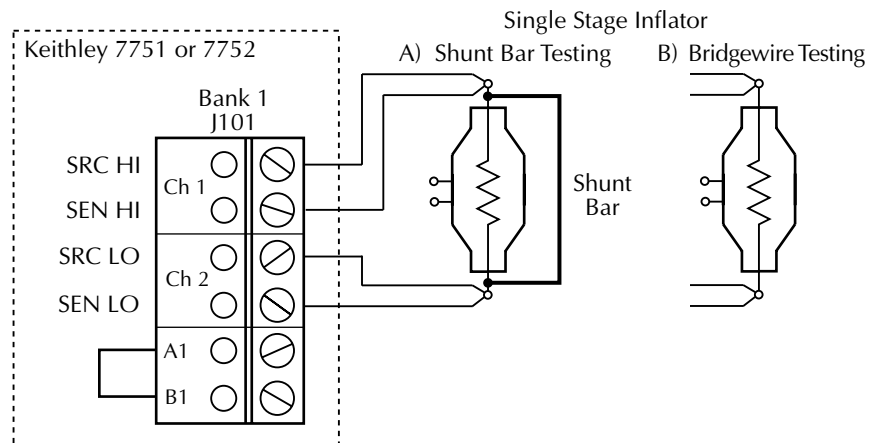 Single Stage Inflator
Keithley 7751 or 7752
A) Shunt Bar Testing
B) Bridgewire Testing
Bank 1
J101
SRC HI
SEN HI
Ch 1
SRC LO
SEN LO
Ch 2
A1
B1
Shunt
Bar